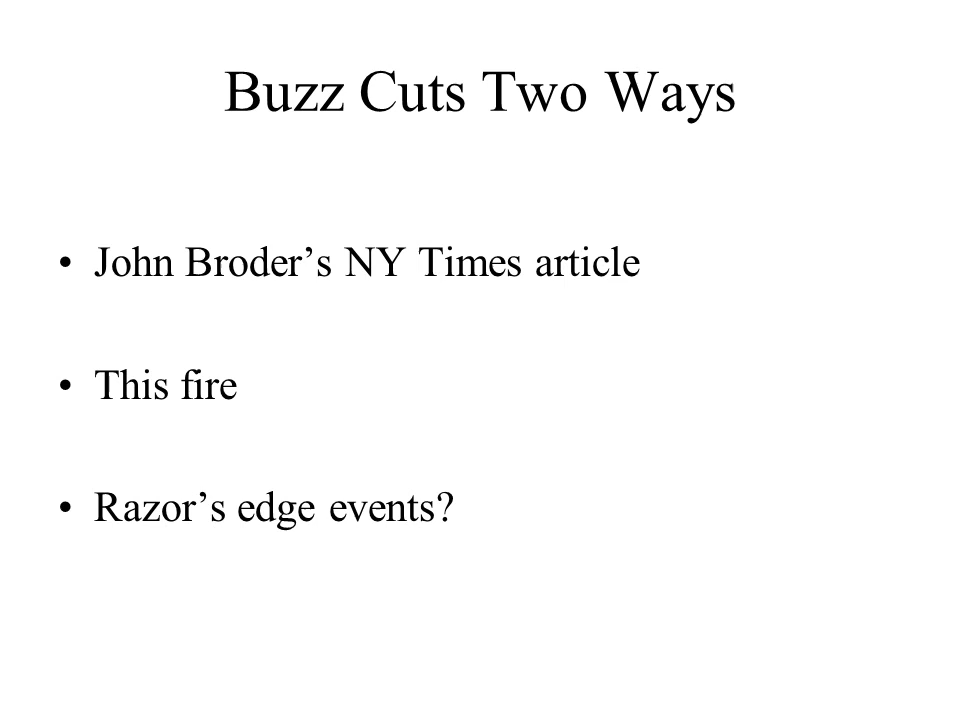 Buzz Cuts Two Ways
• John Broder’s NY Times article
• This fire
• Razor’s edge events?